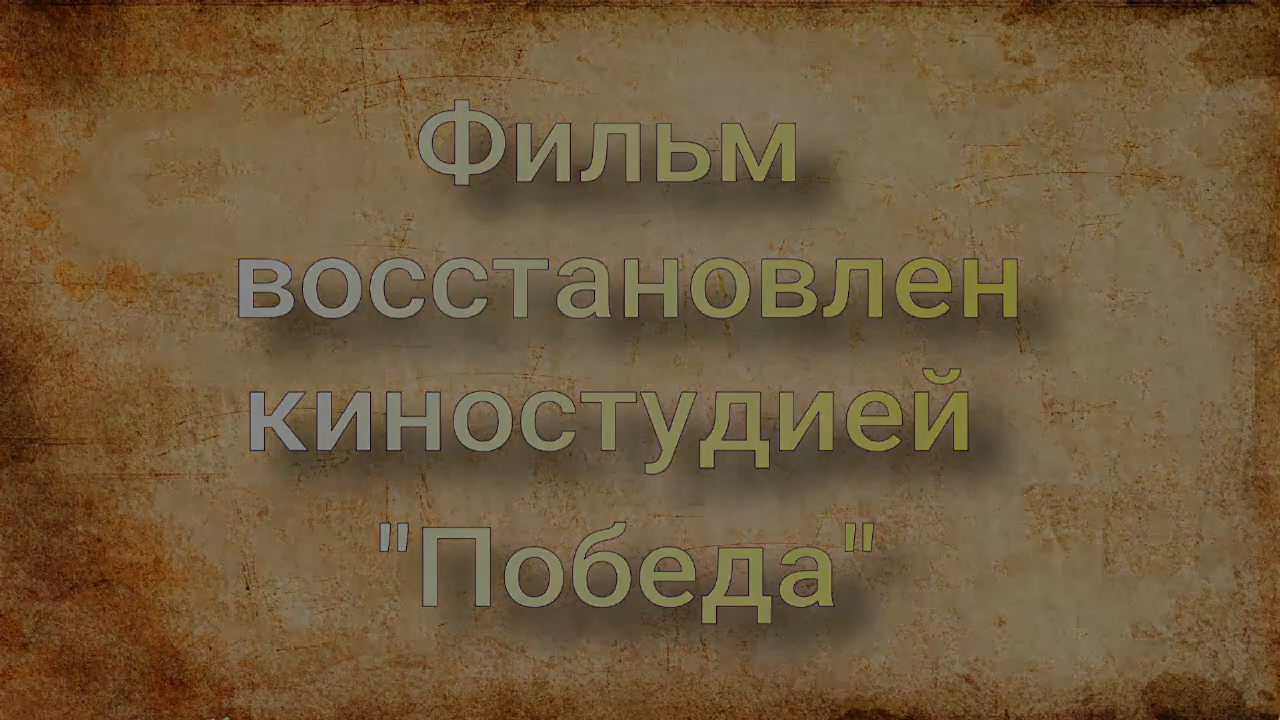 Фильм
восстановлен
киностудией
"Победа"